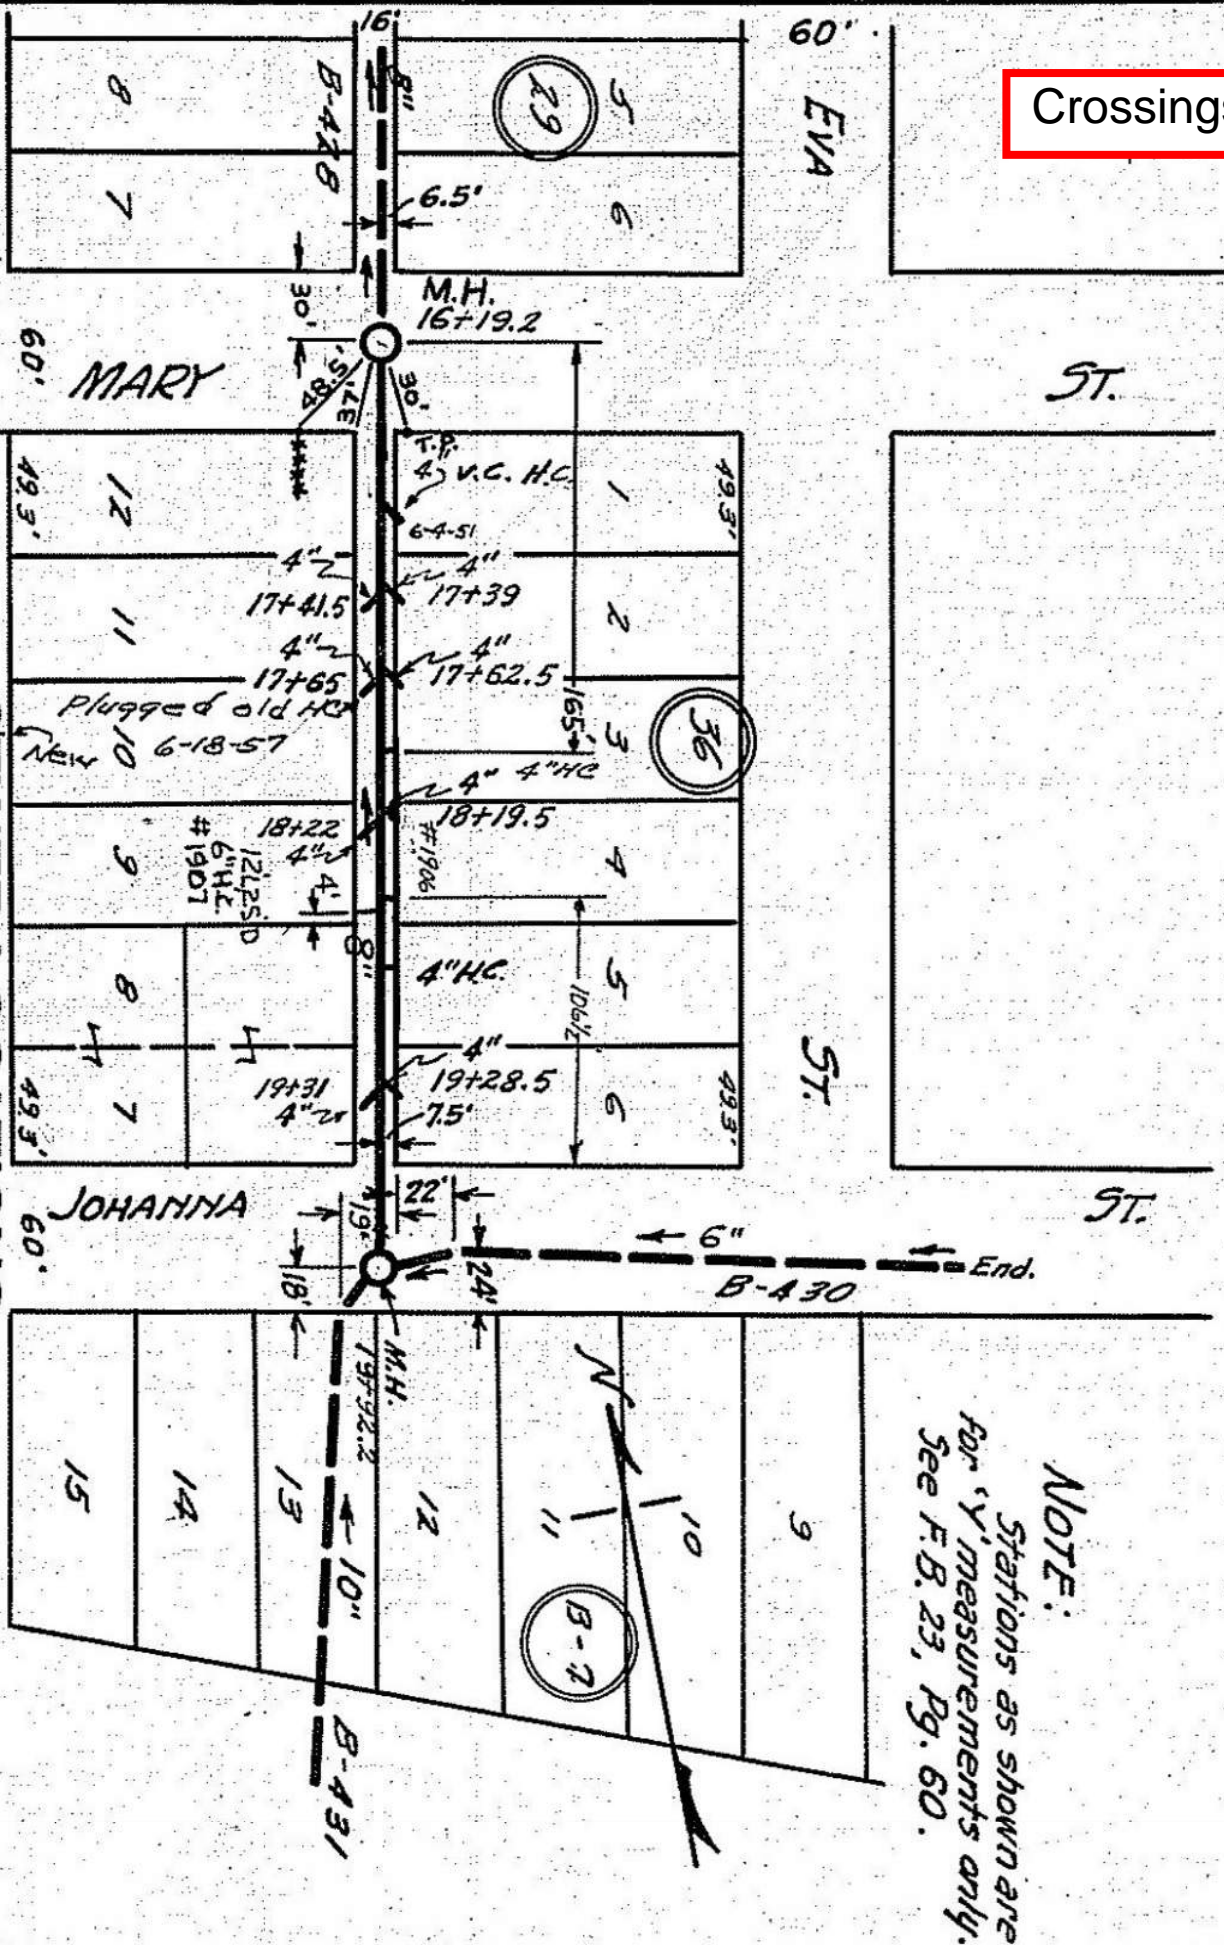 16'
60'
Crossings
8
B-428
8"
29
5
EVA
7
6.5'
6
30'
M.H.
16+19.2
60'
MARY
48.5'
37'
30'
ST.
T.P.
49.3'
12
4" V.C. H.C.
1
49.3'
6-4-51
4"
4"
17+41.5
17+39
11
2
4"
4"
17+65
17+62.5
Plugged old HC
165'
3
36
New
10
6-18-57
4" HC
4"
18+22
18+19.5
4"
#1906
9
#1907
6" H.C.
4'
4
8"
8
4" H.C.
5
106½
ST.
4"
19+31
19+28.5
4"
7.5'
49.3'
7
6
49.3'
JOHANNA
60'
19'
22'
ST.
18'
24'
6"
End.
B-430
M.H.
19+92.2
N
15
14
13
10"
12
11
10
9
B-7
B-431
NOTE:
Stations as shown are
for 'Y' measurements only.
See F.B. 23, Pg. 60.